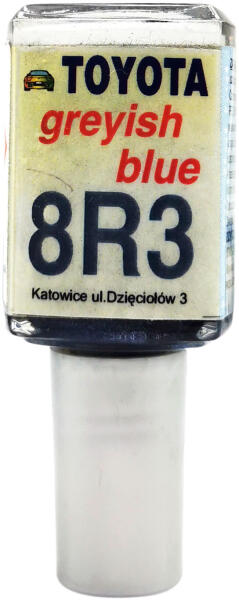 TOYOTA
greyish
blue
8R3
Katowice ul.Dzięciołów 3